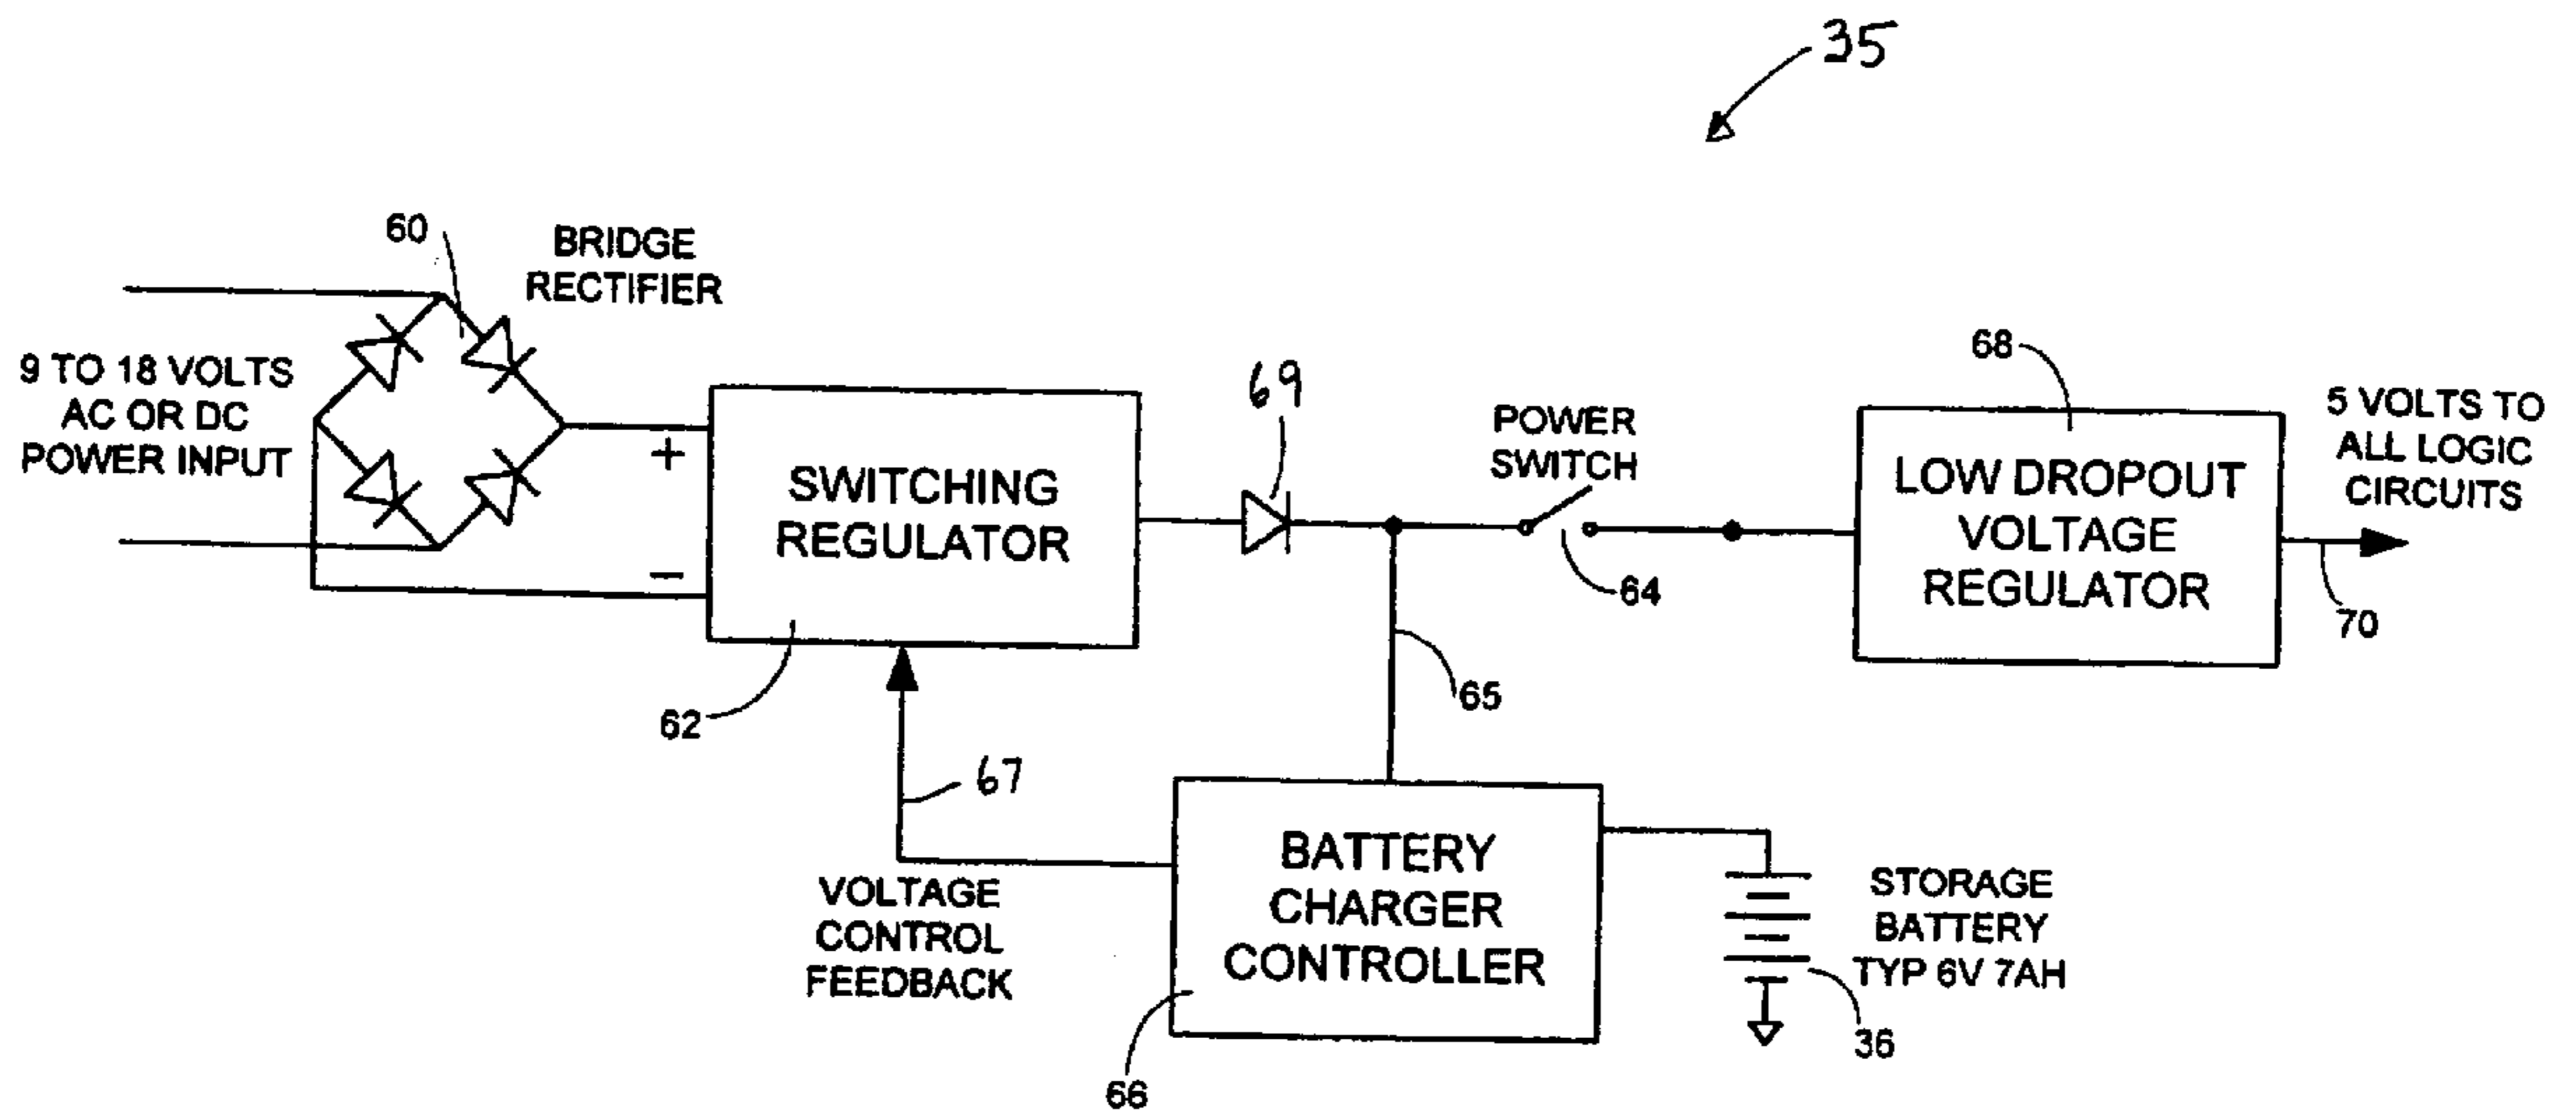 35
60
BRIDGE
RECTIFIER
9 TO 18 VOLTS
AC OR DC
POWER INPUT
+
−
SWITCHING
REGULATOR
62
69
POWER
SWITCH
64
68
LOW DROPOUT
VOLTAGE
REGULATOR
5 VOLTS TO
ALL LOGIC
CIRCUITS
70
65
67
VOLTAGE
CONTROL
FEEDBACK
BATTERY
CHARGER
CONTROLLER
66
STORAGE
BATTERY
TYP 6V 7AH
36